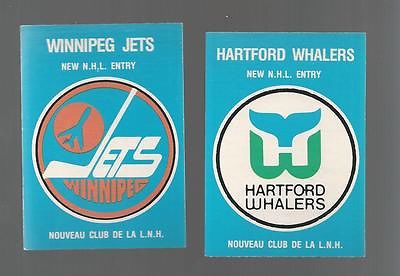 WINNIPEG JETS
NEW N.H.L. ENTRY
JETS
WINNIPEG
NOUVEAU CLUB DE LA L.N.H.
HARTFORD WHALERS
NEW N.H.L. ENTRY
HARTFORD
WHALERS
NOUVEAU CLUB DE LA L.N.H.